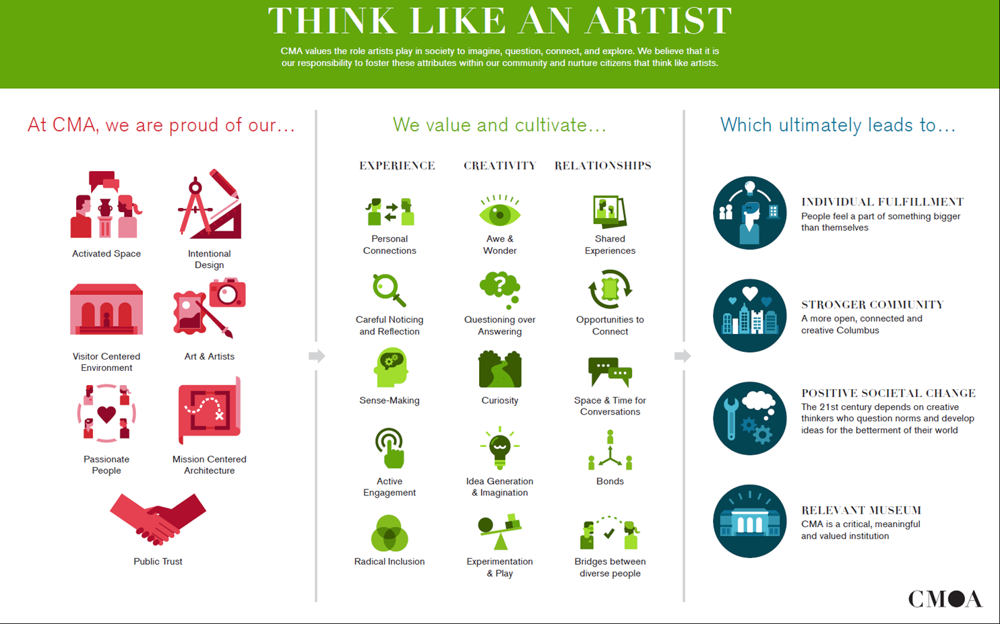 THINK LIKE AN ARTIST
CMA values the role artists play in society to imagine, question, connect, and explore. We believe that it is
our responsibility to foster these attributes within our community and nurture citizens that think like artists.
At CMA, we are proud of our...
Activated Space
Intentional
Design
Visitor Centered
Environment
Art & Artists
Passionate
People
Mission Centered
Architecture
Public Trust
We value and cultivate...
EXPERIENCE
Personal
Connections
Careful Noticing
and Reflection
Sense-Making
Active
Engagement
Radical Inclusion
CREATIVITY
Awe &
Wonder
?
Questioning over
Answering
Curiosity
Idea Generation
& Imagination
Experimentation
& Play
RELATIONSHIPS
Shared
Experiences
Opportunities to
Connect
Space & Time for
Conversations
Bonds
Bridges between
diverse people
Which ultimately leads to...
INDIVIDUAL FULFILLMENT
People feel a part of something bigger
than themselves
STRONGER COMMUNITY
A more open, connected and
creative Columbus
POSITIVE SOCIETAL CHANGE
The 21st century depends on creative
thinkers who question norms and develop
ideas for the betterment of their world
RELEVANT MUSEUM
CMA is a critical, meaningful
and valued institution
CMOA